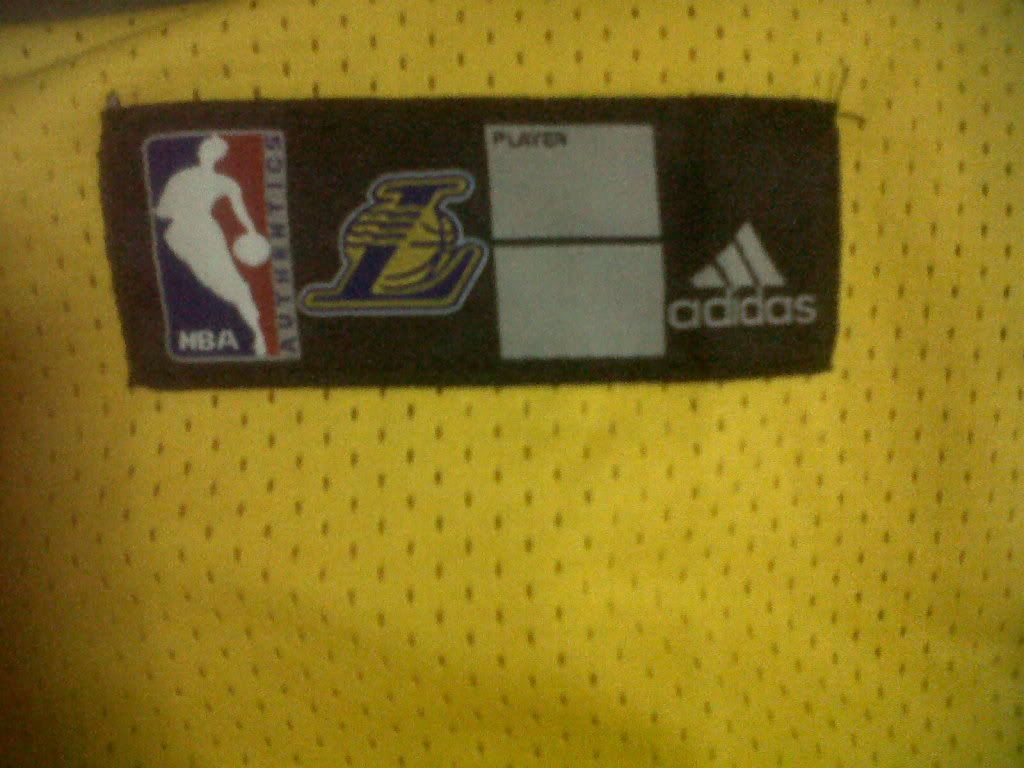 NBA
AUTHENTICS
PLAYER
adidas